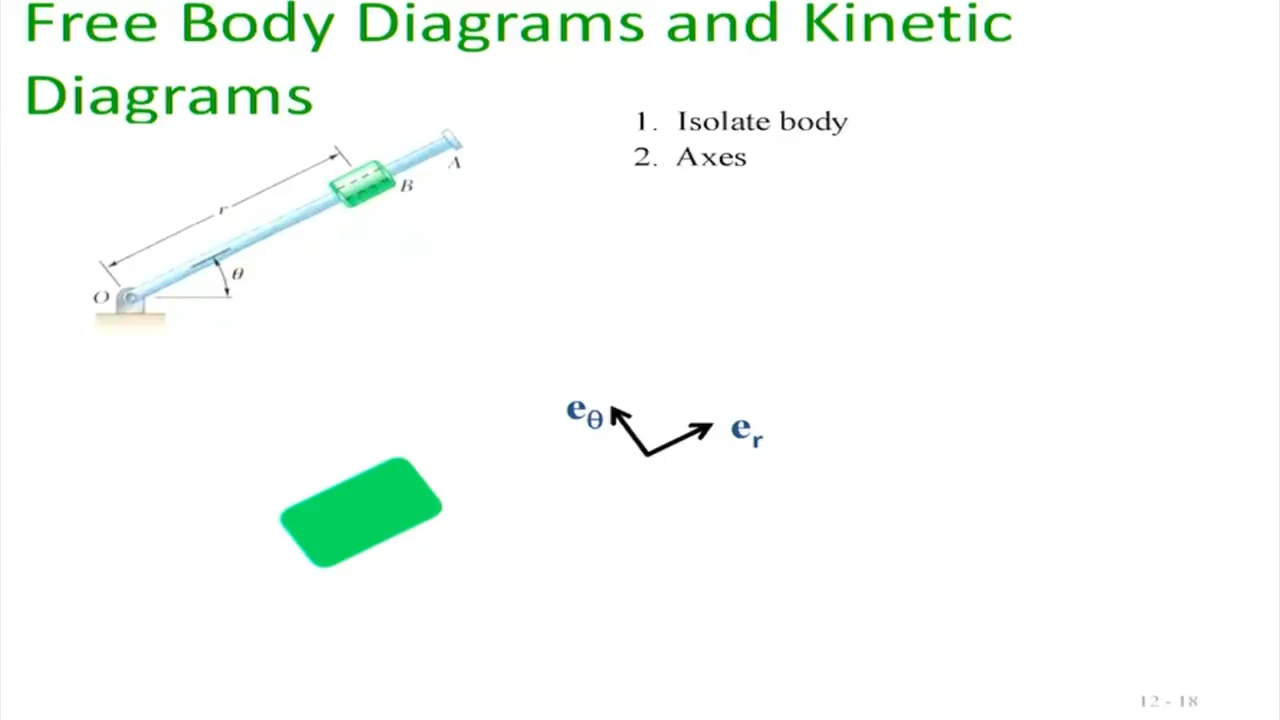 Free Body Diagrams and Kinetic
Diagrams
1. Isolate body
2. Axes
A
B
r
θ
O
eθ
er
12 - 18